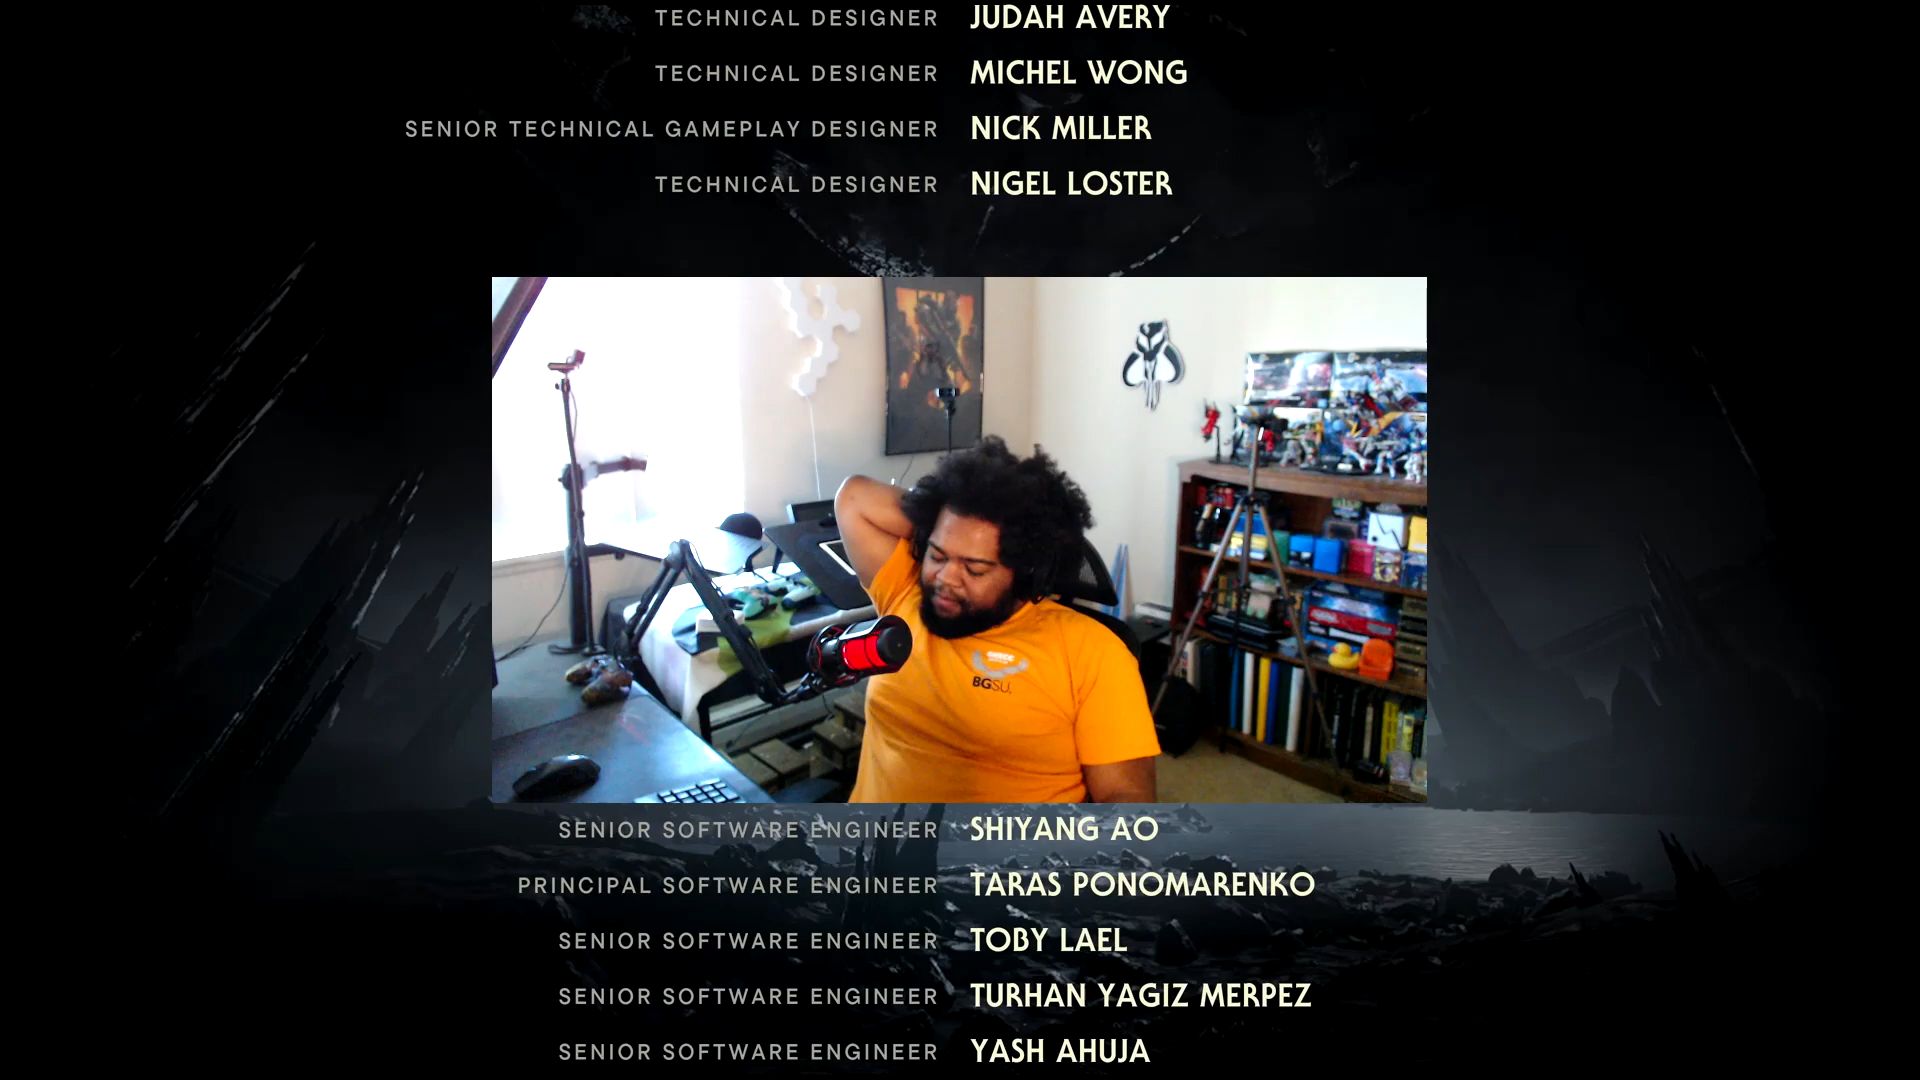 TECHNICAL DESIGNER JUDAH AVERY
TECHNICAL DESIGNER MICHEL WONG
SENIOR TECHNICAL GAMEPLAY DESIGNER NICK MILLER
TECHNICAL DESIGNER NIGEL LOSTER
BGSU
SENIOR SOFTWARE ENGINEER SHIYANG AO
PRINCIPAL SOFTWARE ENGINEER TARAS PONOMARENKO
SENIOR SOFTWARE ENGINEER TOBY LAEL
SENIOR SOFTWARE ENGINEER TURHAN YAGIZ MERPEZ
SENIOR SOFTWARE ENGINEER YASH AHUJA